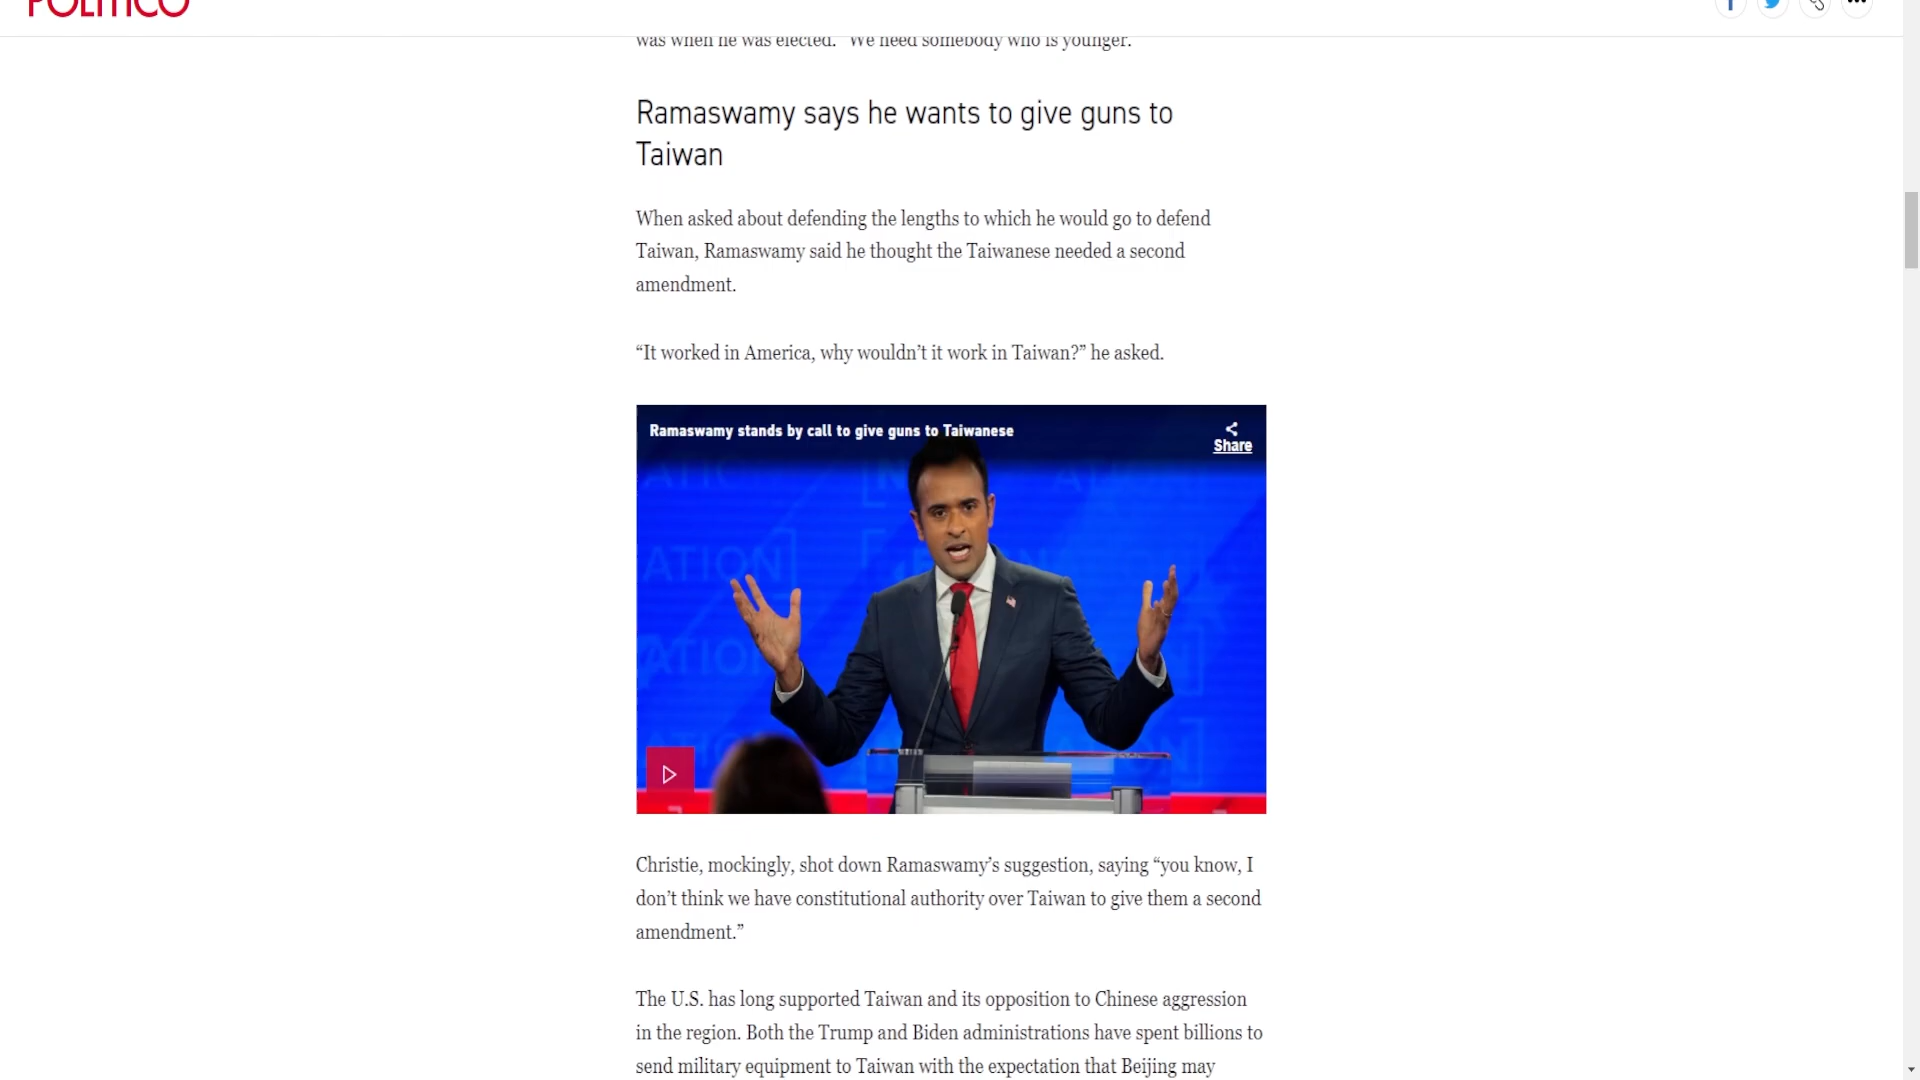 POLITICO
was when he was elected. “We need somebody who is younger.”
Ramaswamy says he wants to give guns to
Taiwan
When asked about defending the lengths to which he would go to defend
Taiwan, Ramaswamy said he thought the Taiwanese needed a second
amendment.
“It worked in America, why wouldn’t it work in Taiwan?” he asked.
Ramaswamy stands by call to give guns to Taiwanese
Share
ATION
Christie, mockingly, shot down Ramaswamy’s suggestion, saying “you know, I
don’t think we have constitutional authority over Taiwan to give them a second
amendment.”
The U.S. has long supported Taiwan and its opposition to Chinese aggression
in the region. Both the Trump and Biden administrations have spent billions to
send military equipment to Taiwan with the expectation that Beijing may